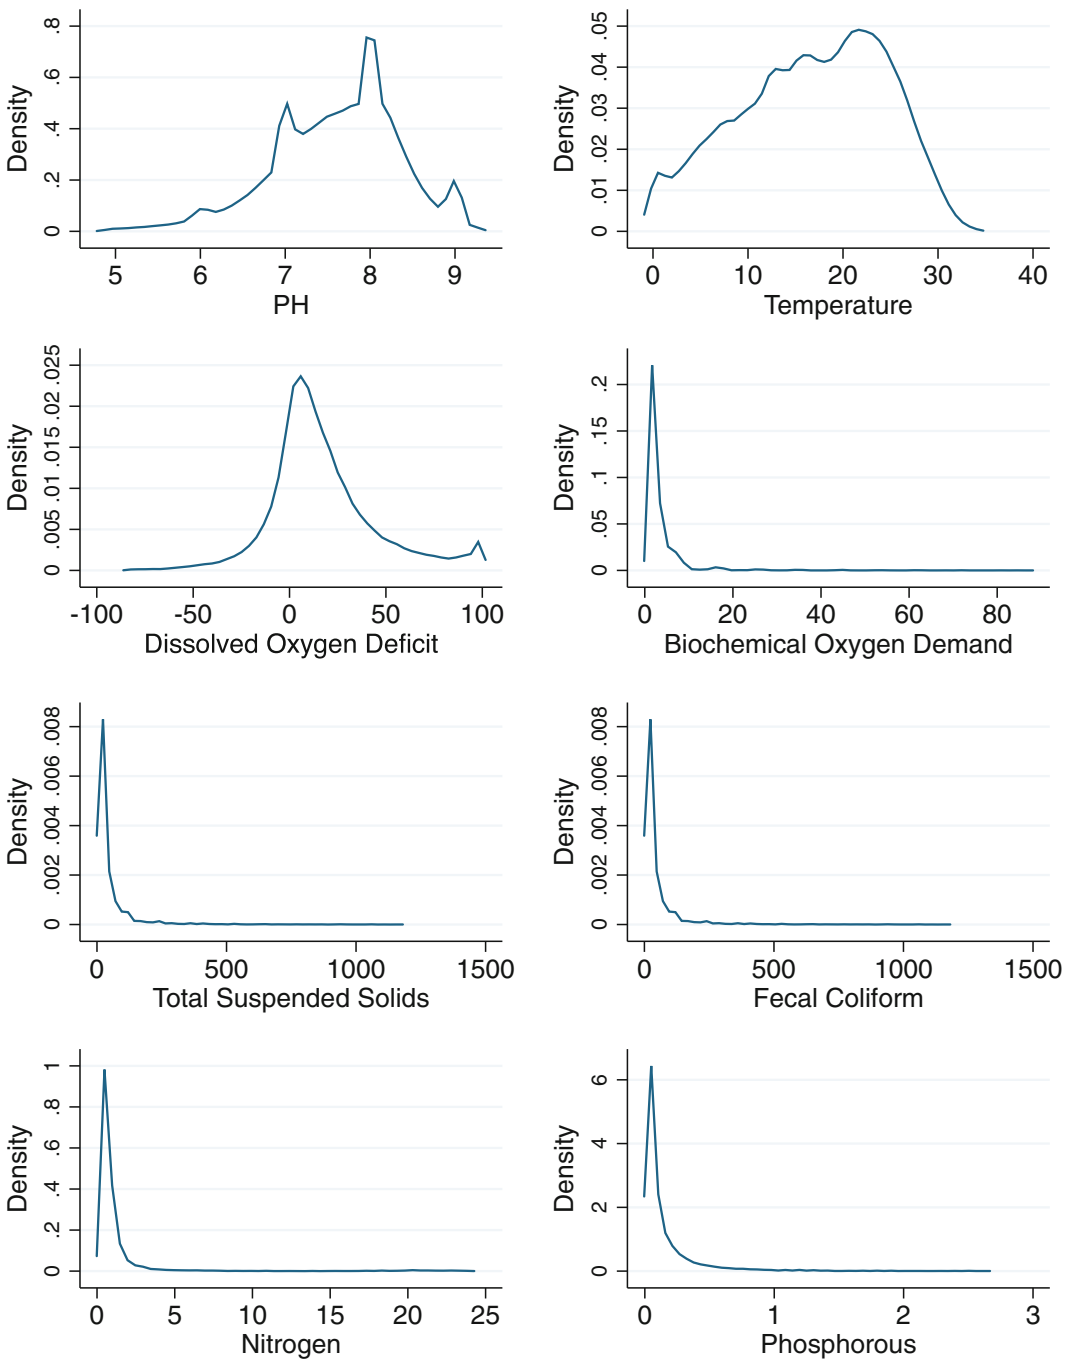 Density
.8
.6
.4
.2
0
5 6 7 8 9
PH
Density
.05
.04
.03
.02
.01
0
0 10 20 30 40
Temperature
Density
.025
.02
.015
.01
.005
0
-100 -50 0 50 100
Dissolved Oxygen Deficit
Density
.2
.15
.1
.05
0
0 20 40 60 80
Biochemical Oxygen Demand
Density
.008
.006
.004
.002
0
0 500 1000 1500
Total Suspended Solids
Density
.008
.006
.004
.002
0
0 500 1000 1500
Fecal Coliform
Density
1
.8
.6
.4
.2
0
0 5 10 15 20 25
Nitrogen
Density
6
4
2
0
0 1 2 3
Phosphorous